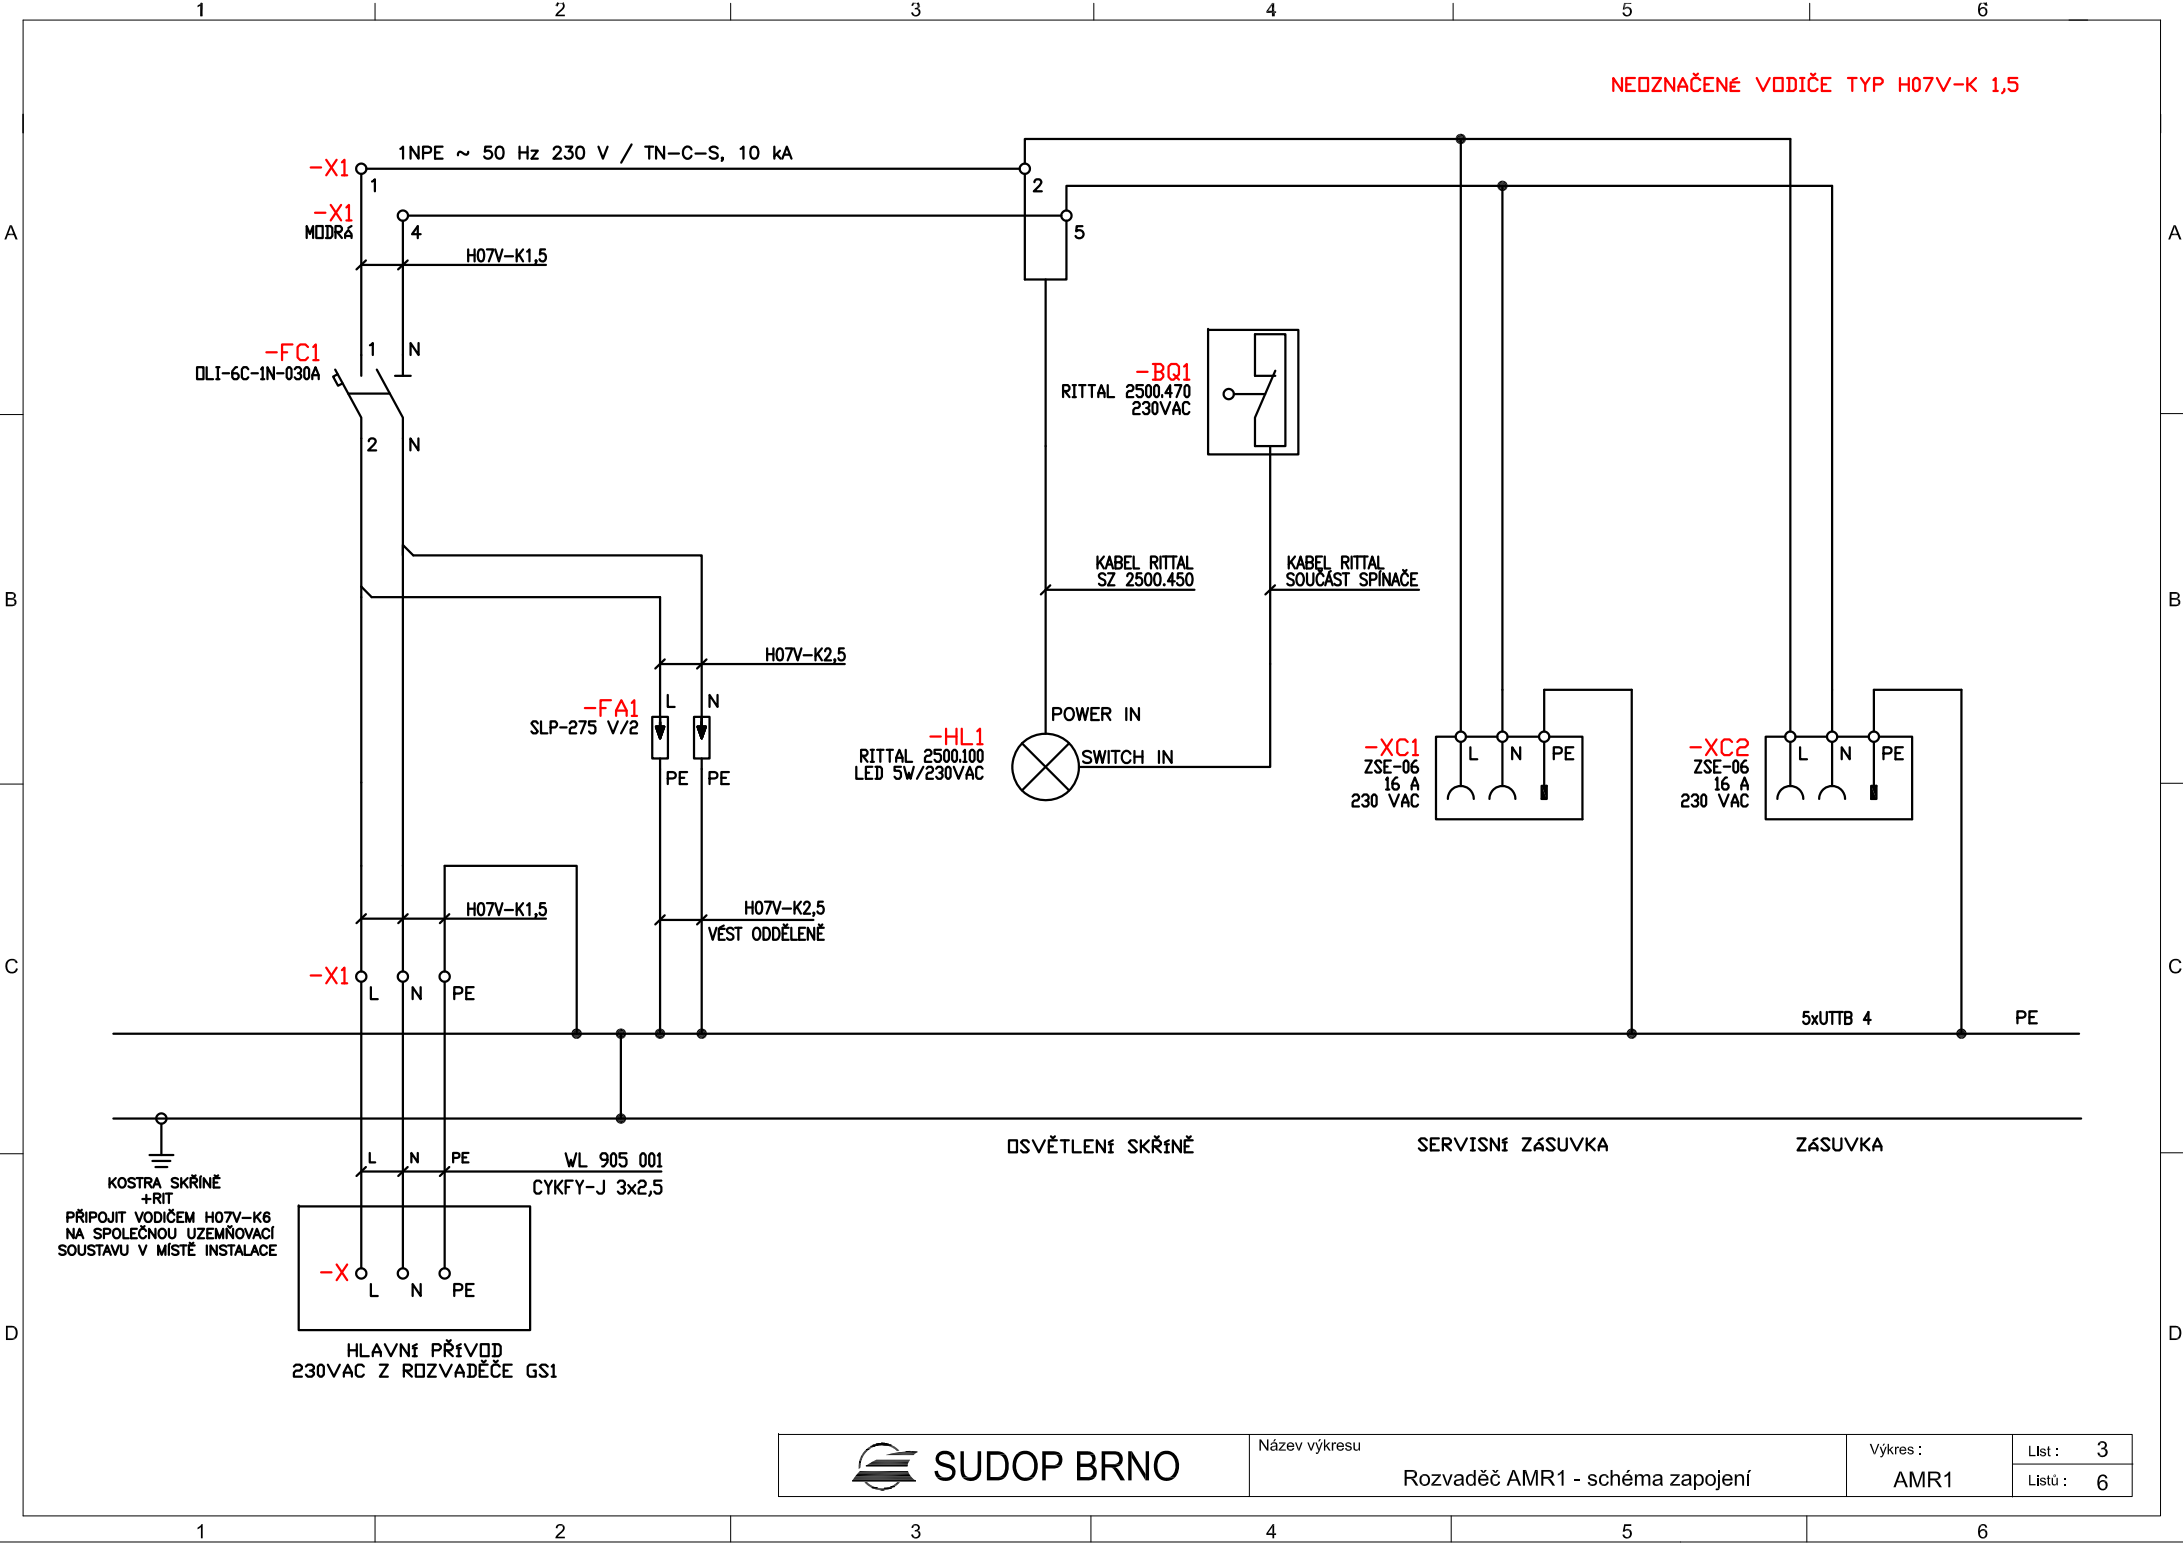 1 2 3 4 5 6
NEOZNAČENÉ VODIČE TYP H07V-K 1,5
1NPE ~ 50 Hz 230 V / TN-C-S, 10 kA
-X1
1
2
-X1
MODRÁ
4
5
A
A
H07V-K1,5
-FC1
OLI-6C-1N-030A
1
N
2
N
-BQ1
RITTAL 2500.470
230VAC
KABEL RITTAL
SZ 2500.450
KABEL RITTAL
SOUČÁST SPÍNAČE
B
B
H07V-K2,5
-FA1
SLP-275 V/2
L
N
PE
PE
POWER IN
-HL1
RITTAL 2500.100
LED 5W/230VAC
SWITCH IN
-XC1
ZSE-06
16 A
230 VAC
L
N
PE
-XC2
ZSE-06
16 A
230 VAC
L
N
PE
H07V-K1,5
H07V-K2,5
VÉST ODDĚLENĚ
C
C
-X1
L
N
PE
5xUTTB 4
PE
OSVĚTLENÍ SKŘÍNĚ
SERVISNÍ ZÁSUVKA
ZÁSUVKA
L
N
PE
WL 905 001
CYKFY-J 3x2,5
KOSTRA SKŘÍNĚ
+RIT
PŘIPOJIT VODIČEM H07V-K6
NA SPOLEČNOU UZEMŇOVACÍ
SOUSTAVU V MÍSTĚ INSTALACE
-X
L
N
PE
D
D
HLAVNÍ PŘÍVOD
230VAC Z ROZVADĚČE GS1
SUDOP BRNO
Název výkresu
Rozvaděč AMR1 - schéma zapojení
Výkres :
AMR1
List : 3
Listů : 6
1 2 3 4 5 6